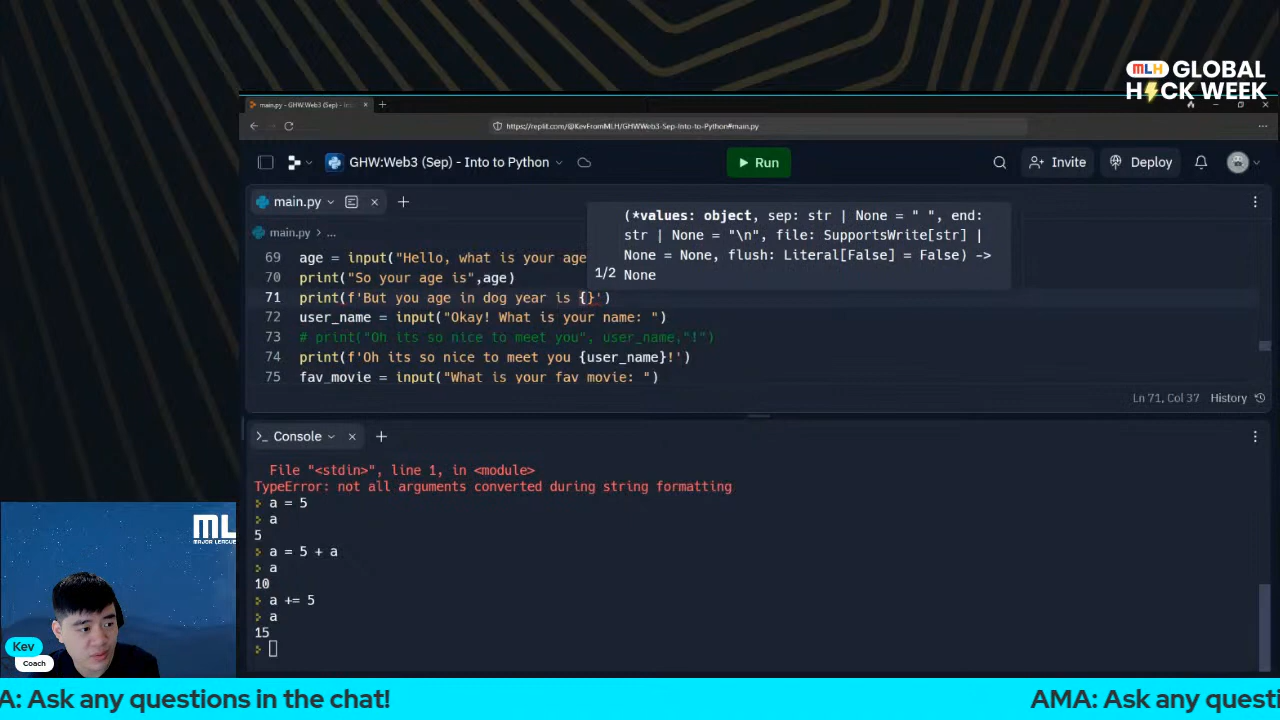 MLH GLOBAL
HACK WEEK
main.py - GHW:Web3 (Sep) - Into
https://replit.com/@KevFromMLH/GHWWeb3-Sep-Into-to-Python#main.py
GHW:Web3 (Sep) - Into to Python
Run
Invite
Deploy
main.py
main.py > ...
(*values: object, sep: str | None = " ", end:
str | None = "\n", file: SupportsWrite[str] |
None = None, flush: Literal[False] = False) ->
1/2 None
69 age = input("Hello, what is your age
70 print("So your age is",age)
71 print(f'But you age in dog year is {}')
72 user_name = input("Okay! What is your name: ")
73 # print("Oh its so nice to meet you", user_name,"!")
74 print(f'Oh its so nice to meet you {user_name}!')
75 fav_movie = input("What is your fav movie: ")
Ln 71, Col 37 History
>_ Console
File "<stdin>", line 1, in <module>
TypeError: not all arguments converted during string formatting
a = 5
a
5
a = 5 + a
a
10
a += 5
a
15
ML
MAJOR LEAGUE
Kev
Coach
A: Ask any questions in the chat!
AMA: Ask any questi